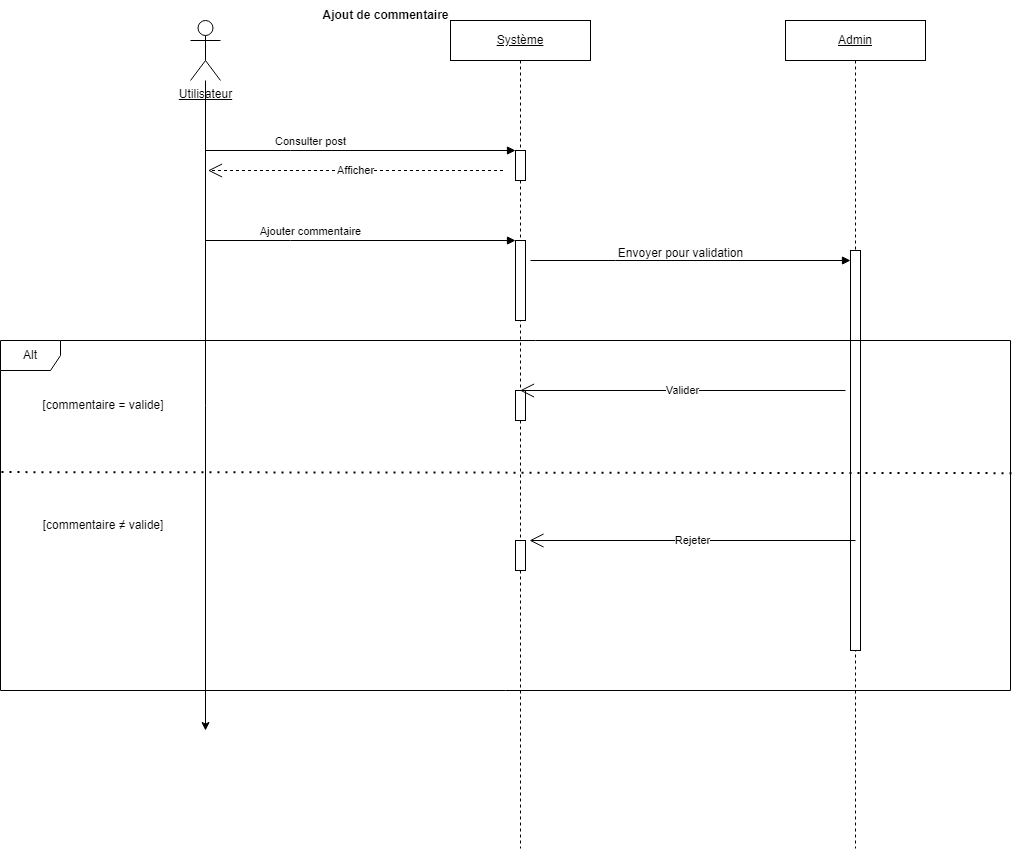 Ajout de commentaire
Système
Admin
Utilisateur
Consulter post
Afficher
Ajouter commentaire
Envoyer pour validation
Alt
Valider
[commentaire = valide]
[commentaire ≠ valide]
Rejeter